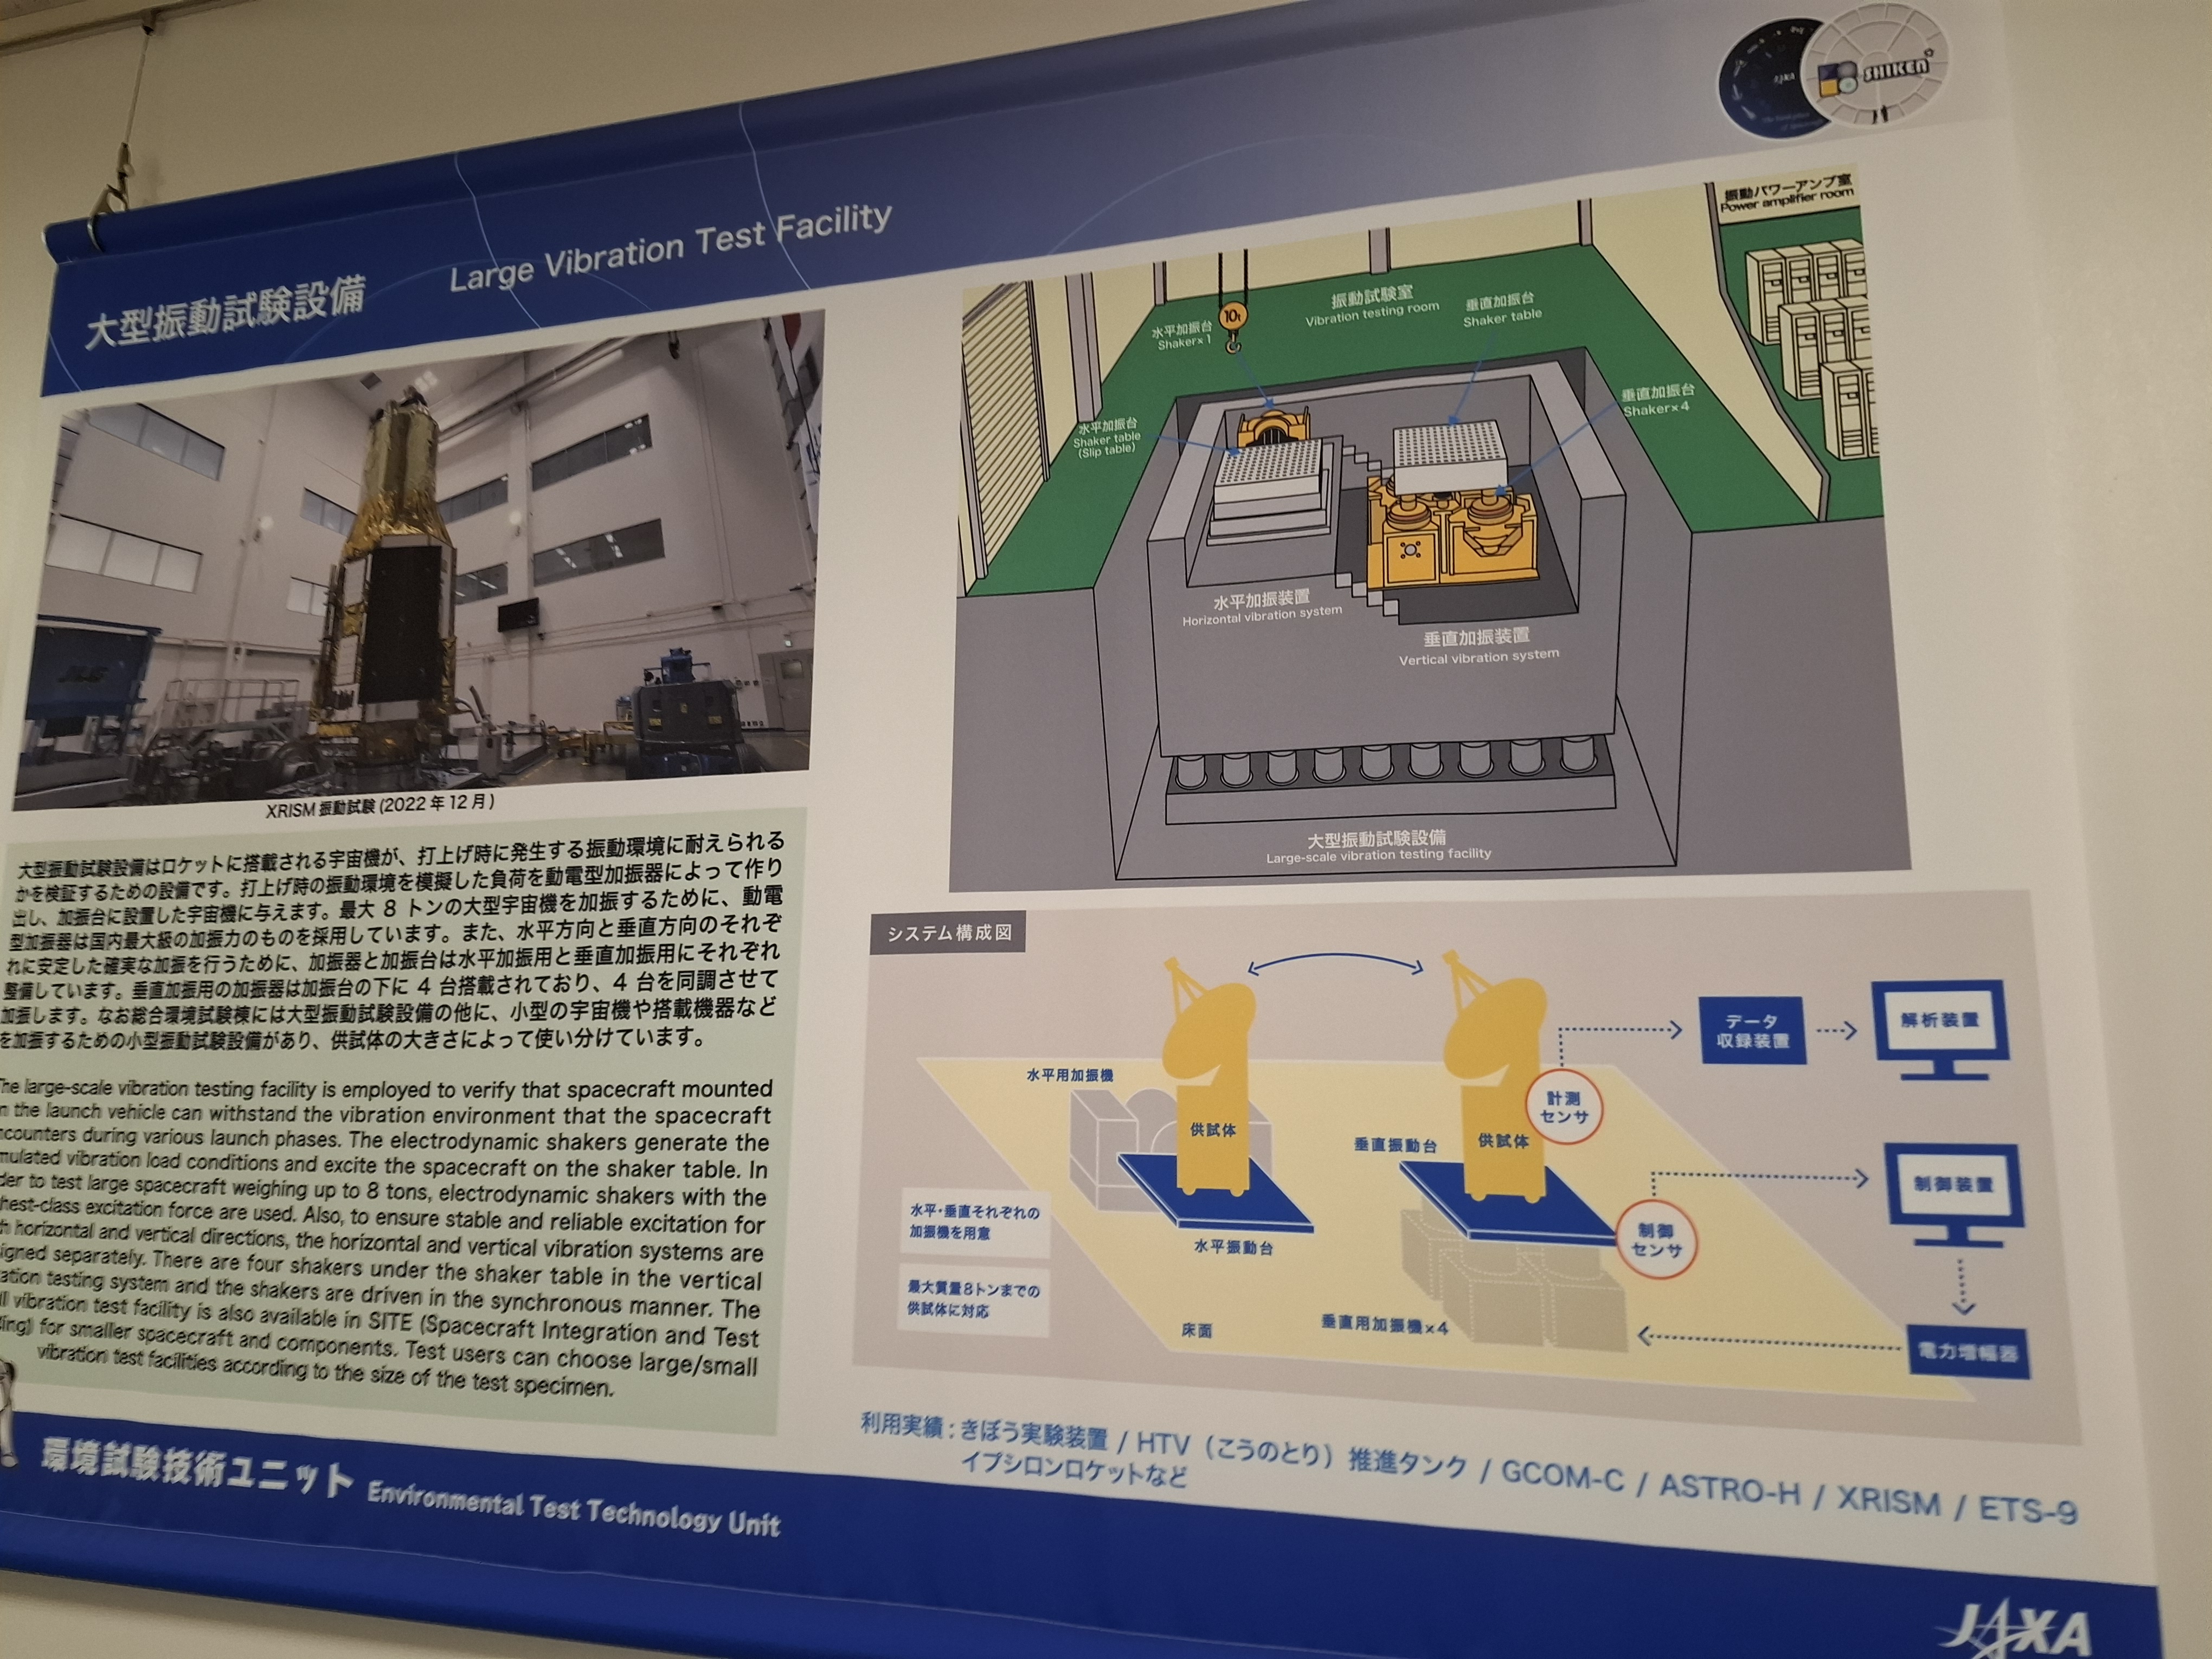 JAXA
SHIKEN
大型振動試験設備 Large Vibration Test Facility
XRISM 振動試験 (2022 年 12 月)
大型振動試験設備はロケットに搭載される宇宙機が、打上げ時に発生する振動環境に耐えられる
かを検証するための設備です。打上げ時の振動環境を模擬した負荷を動電型加振器によって作り
出し、加振台に設置した宇宙機に与えます。最大 8 トンの大型宇宙機を加振するために、動電
型加振器は国内最大級の加振力のものを採用しています。また、水平方向と垂直方向のそれぞ
れに安定した確実な加振を行うために、加振器と加振台は水平加振用と垂直加振用にそれぞれ
整備しています。垂直加振用の加振器は加振台の下に 4 台搭載されており、4 台を同調させて
加振します。なお総合環境試験棟には大型振動試験設備の他に、小型の宇宙機や搭載機器など
を加振するための小型振動試験設備があり、供試体の大きさによって使い分けています。
The large-scale vibration testing facility is employed to verify that spacecraft mounted
the launch vehicle can withstand the vibration environment that the spacecraft
during various launch phases. The electrodynamic shakers generate the
vibration load conditions and excite the spacecraft on the shaker table. In
to test large spacecraft weighing up to 8 tons, electrodynamic shakers with the
excitation force are used. Also, to ensure stable and reliable excitation for
horizontal and vertical directions, the horizontal and vertical vibration systems are
separately. There are four shakers under the shaker table in the vertical
testing system and the shakers are driven in the synchronous manner. The
vibration test facility is also available in SITE (Spacecraft Integration and Test
for smaller spacecraft and components. Test users can choose large/small
vibration test facilities according to the size of the test specimen.
振動パワーアンプ室
Power amplifier room
振動試験室
Vibration testing room
垂直加振台
Shaker table
10t
水平加振台
Shaker×1
垂直加振台
Shaker×4
水平加振台
Shaker table
(Slip table)
水平加振装置
Horizontal vibration system
垂直加振装置
Vertical vibration system
大型振動試験設備
Large-scale vibration testing facility
システム構成図
データ
収録装置
解析装置
水平用加振機
計測
センサ
供試体
供試体
垂直振動台
制御装置
水平・垂直それぞれの
加振機を用意
水平振動台
制御
センサ
最大質量8トンまでの
供試体に対応
床面
垂直用加振機×4
電力増幅器
利用実績：きぼう実験装置 / HTV（こうのとり）推進タンク / GCOM-C / ASTRO-H / XRISM / ETS-9
イプシロンロケットなど
環境試験技術ユニット Environmental Test Technology Unit
JAXA